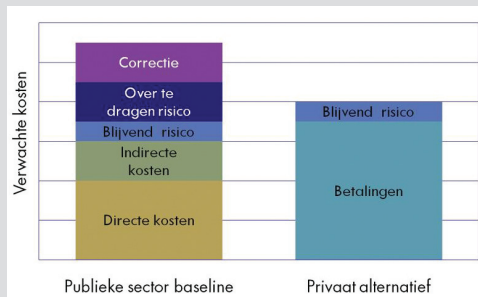 Verwachte kosten
Correctie
Over te
dragen risico
Blijvend risico
Indirecte
kosten
Directe kosten
Blijvend risico
Betalingen
Publieke sector baseline
Privaat alternatief